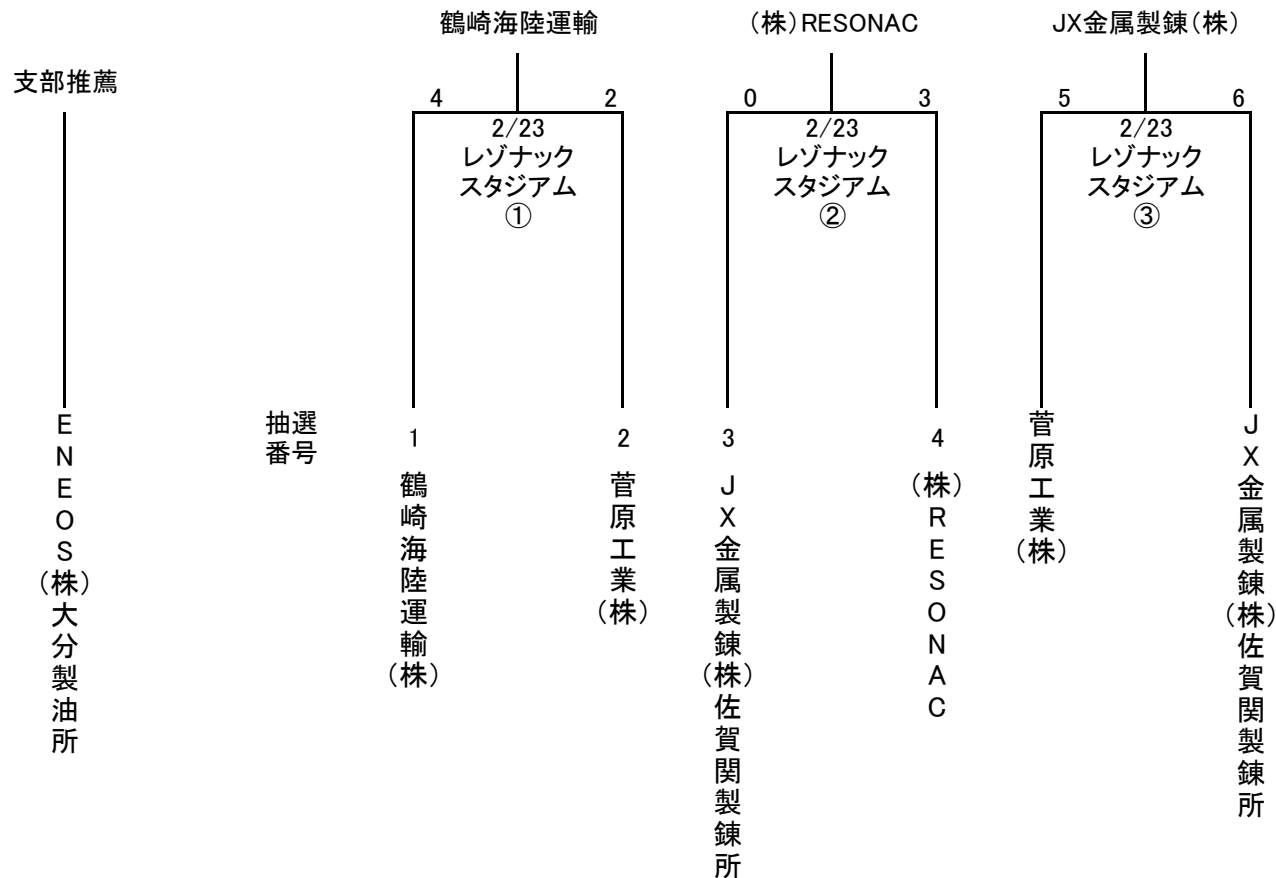 鶴崎海陸運輸
(株)RESONAC
JX金属製錬(株)
支部推薦
4 2
0 3
5 6
2/23
レゾナック
スタジアム
①
2/23
レゾナック
スタジアム
②
2/23
レゾナック
スタジアム
③
ENEOS(株)大分製油所
抽選
番号
1
鶴崎海陸運輸(株)
2
菅原工業(株)
3
JX金属製錬(株)佐賀関製錬所
4
(株)RESONAC
菅原工業(株)
JX金属製錬(株)佐賀関製錬所